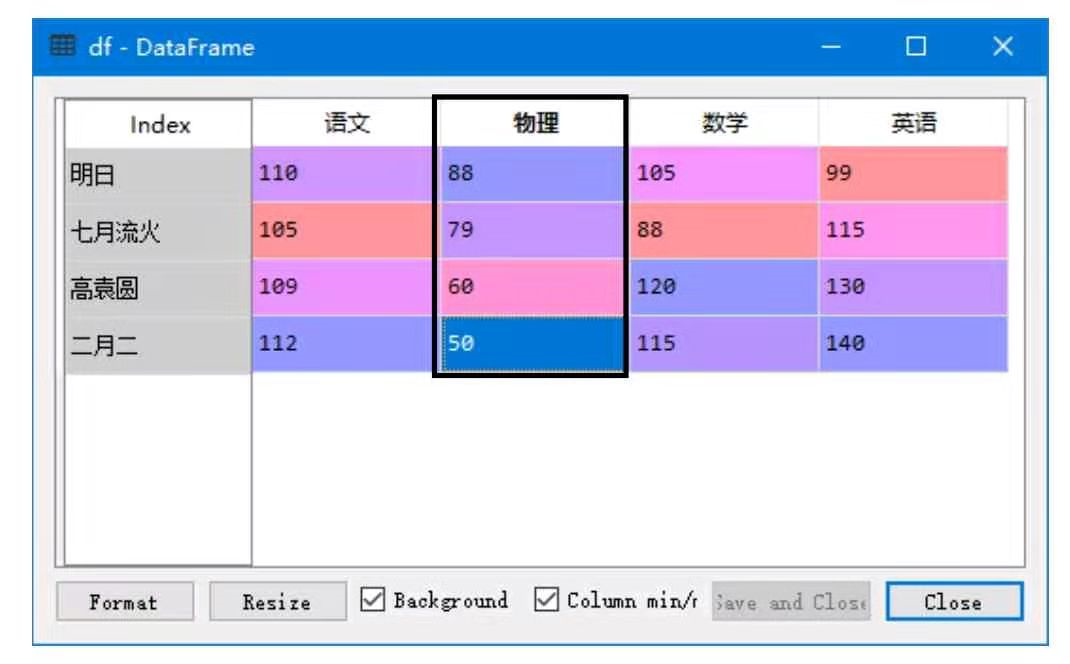 df - DataFrame
Index 语文 物理 数学 英语
明日 110 88 105 99
七月流火 105 79 88 115
高袁圆 109 60 120 130
二月二 112 50 115 140
Format Resize Background Column min/ Save and Close Close